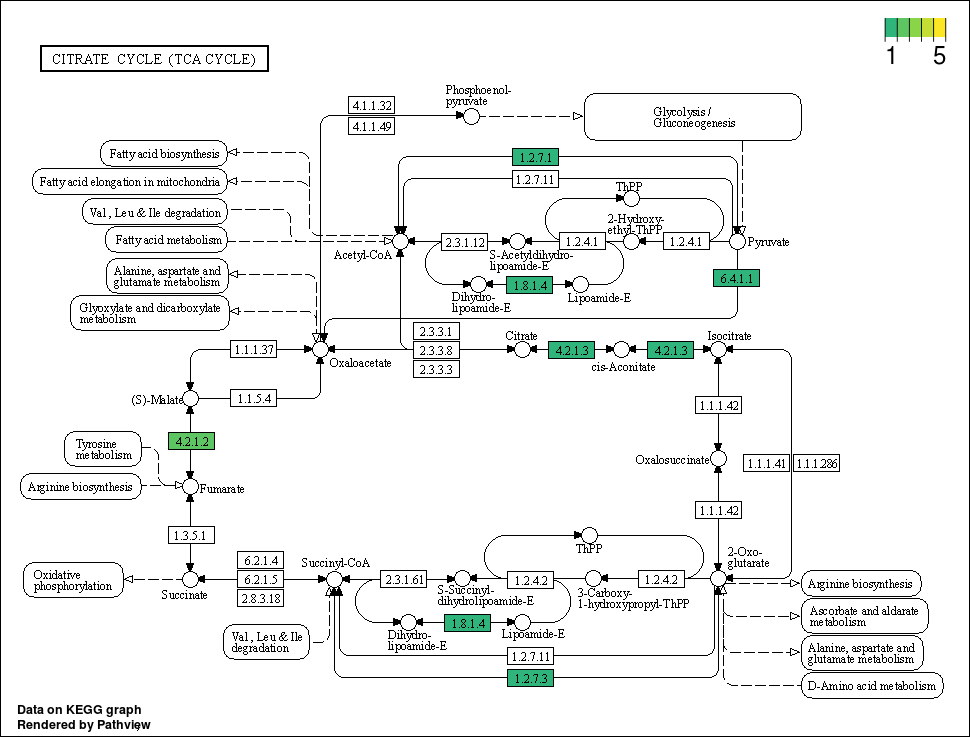 1 5
CITRATE CYCLE (TCA CYCLE)
Phosphoenol-
pyruvate
4.1.1.32
4.1.1.49
Glycolysis /
Gluconeogenesis
Fatty acid biosynthesis
1.2.7.1
Fatty acid elongation in mitochondria
1.2.7.11
ThPP
Val , Leu & Ile degradation
2-Hydroxy-
ethyl-ThPP
Fatty acid metabolism
2.3.1.12
1.2.4.1
1.2.4.1
Pyruvate
Acetyl-CoA
S-Acetyldihydro-
lipoamide-E
Alanine, aspartate and
glutamate metabolism
6.4.1.1
1.8.1.4
Dihydro-
lipoamide-E
Lipoamide-E
Glyoxylate and dicarboxylate
metabolism
2.3.3.1
2.3.3.8
2.3.3.3
Citrate
Isocitrate
1.1.1.37
4.2.1.3
4.2.1.3
Oxaloacetate
cis-Aconitate
(S)-Malate
1.1.5.4
1.1.1.42
4.2.1.2
Tyrosine
metabolism
Oxalosuccinate
1.1.1.41
1.1.1.286
Arginine biosynthesis
Fumarate
1.1.1.42
1.3.5.1
ThPP
2-Oxo-
glutarate
6.2.1.4
6.2.1.5
2.8.3.18
Succinyl-CoA
Oxidative
phosphorylation
Succinate
2.3.1.61
1.2.4.2
1.2.4.2
S-Succinyl-
dihydrolipoamide-E
3-Carboxy-
1-hydroxypropyl-ThPP
Arginine biosynthesis
Ascorbate and aldarate
metabolism
1.8.1.4
Dihydro-
lipoamide-E
Lipoamide-E
Val , Leu & Ile
degradation
1.2.7.11
Alanine, aspartate and
glutamate metabolism
1.2.7.3
D-Amino acid metabolism
Data on KEGG graph
Rendered by Pathview